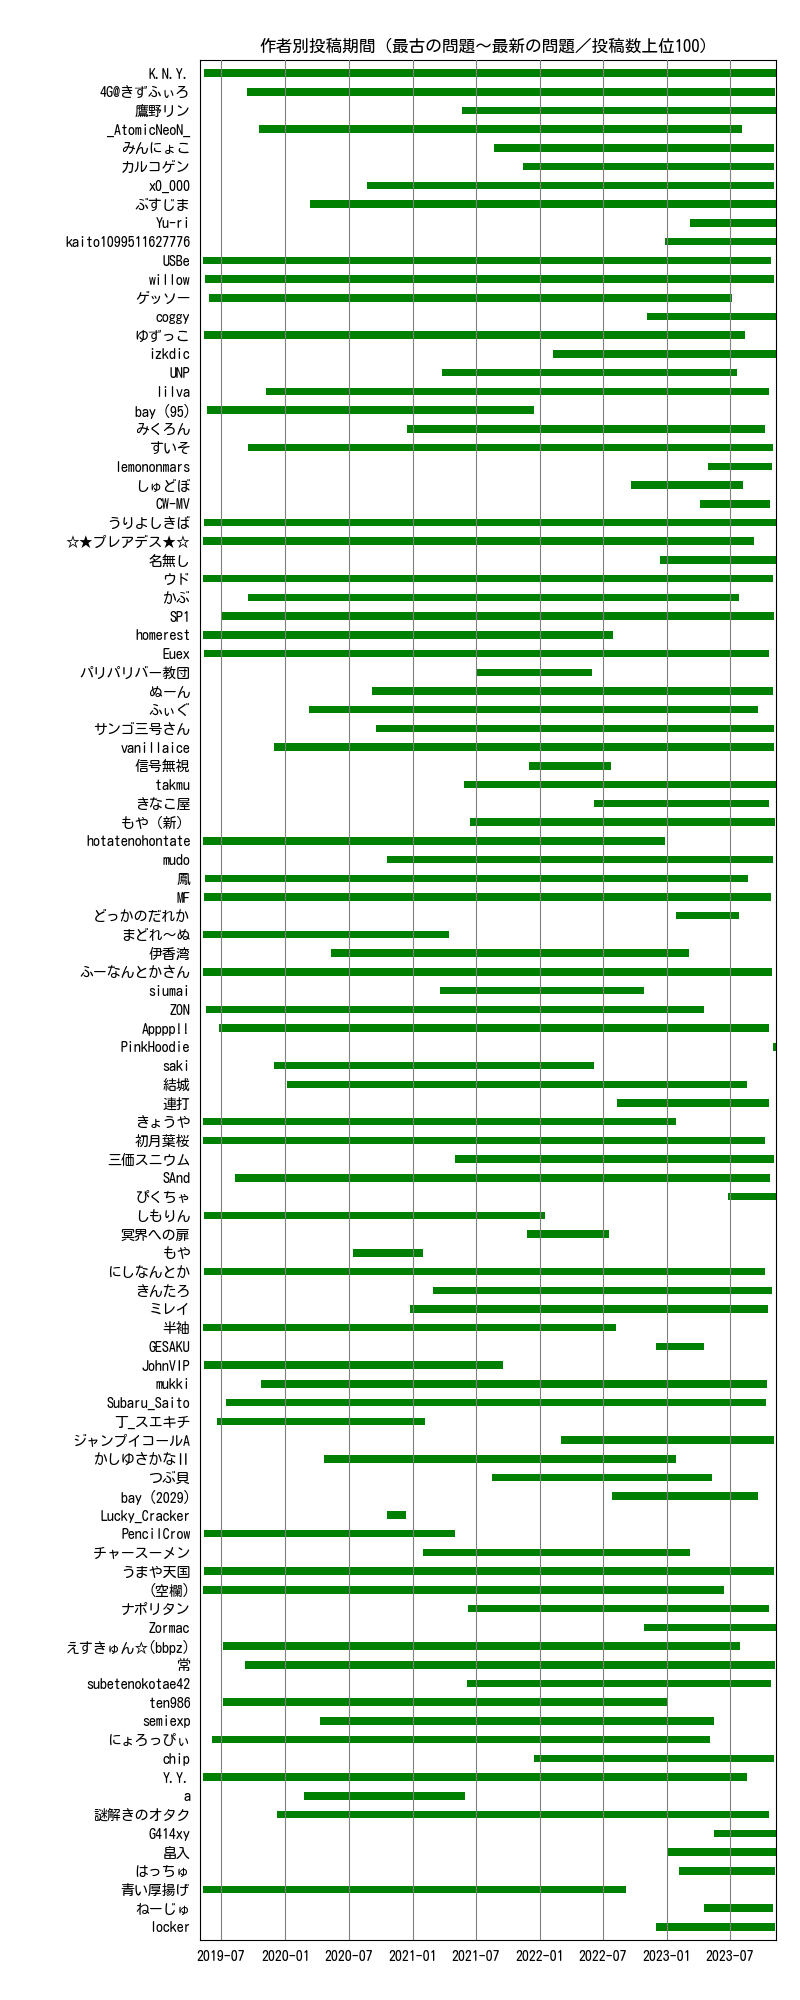 作者別投稿期間（最古の問題～最新の問題／投稿数上位100）
K.N.Y.
4G@きずふぃろ
鷹野リン
_AtomicNeoN_
みんにょこ
カルコゲン
x0_000
ぶすじま
Yu-ri
kaito1099511627776
USBe
willow
ゲッソー
coggy
ゆずっこ
izkdic
UNP
lilva
bay (95)
みくろん
すいそ
lemononmars
しゅどぼ
CW-MV
うりよしきば
☆★プレアデス★☆
名無し
ウド
かぶ
SP1
homerest
Euex
パリパリバー教団
ぬーん
ふぃぐ
サンゴ三号さん
vanillaice
信号無視
takmu
きなこ屋
もや（新）
hotatenohontate
mudo
鳳
MF
どっかのだれか
まどれ～ぬ
伊香湾
ふーなんとかさん
siumai
ZON
Appppll
PinkHoodie
saki
結城
連打
きょうや
初月葉桜
三価スニウム
SAnd
ぴくちゃ
しもりん
冥界への扉
もや
にしなんとか
きんたろ
ミレイ
半袖
GESAKU
JohnVIP
mukki
Subaru_Saito
丁_スエキチ
ジャンプイコールA
かしゆさかなⅡ
つぶ貝
bay (2029)
Lucky_Cracker
PencilCrow
チャースーメン
うまや天国
(空欄)
ナポリタン
Zormac
えすきゅん☆(bbpz)
常
subetenokotae42
ten986
semiexp
にょろっぴぃ
chip
Y.Y.
a
謎解きのオタク
G414xy
畠入
はっちゅ
青い厚揚げ
ねーじゅ
locker
2019-07 2020-01 2020-07 2021-01 2021-07 2022-01 2022-07 2023-01 2023-07